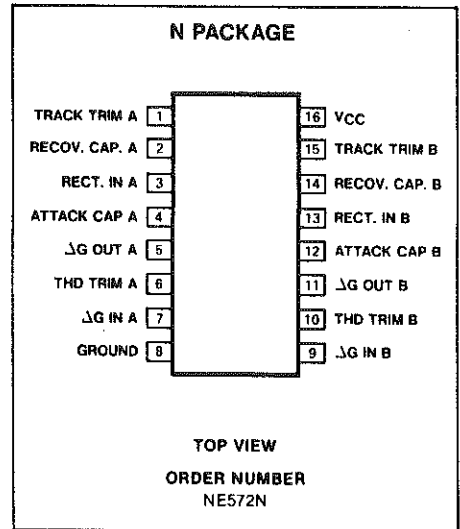 N PACKAGE
TRACK TRIM A 1
RECOV. CAP. A 2
RECT. IN A 3
ATTACK CAP A 4
ΔG OUT A 5
THD TRIM A 6
ΔG IN A 7
GROUND 8
16 VCC
15 TRACK TRIM B
14 RECOV. CAP. B
13 RECT. IN B
12 ATTACK CAP B
11 ΔG OUT B
10 THD TRIM B
9 ΔG IN B
TOP VIEW
ORDER NUMBER
NE572N